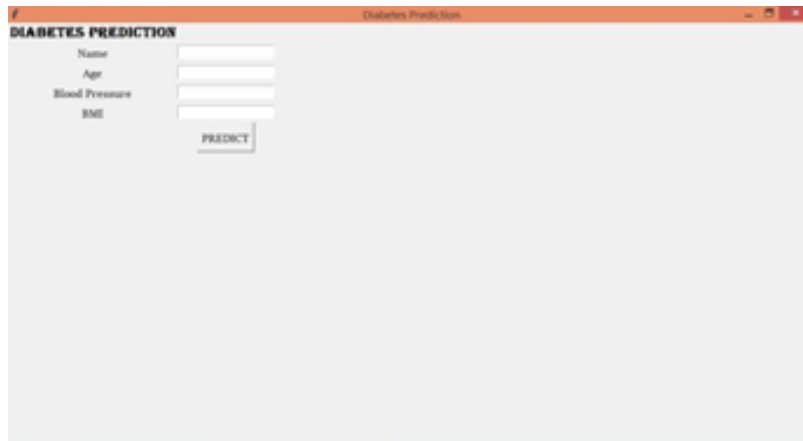 Diabetes Prediction
DIABETES PREDICTION
Name
Age
Blood Pressure
BMI
PREDICT